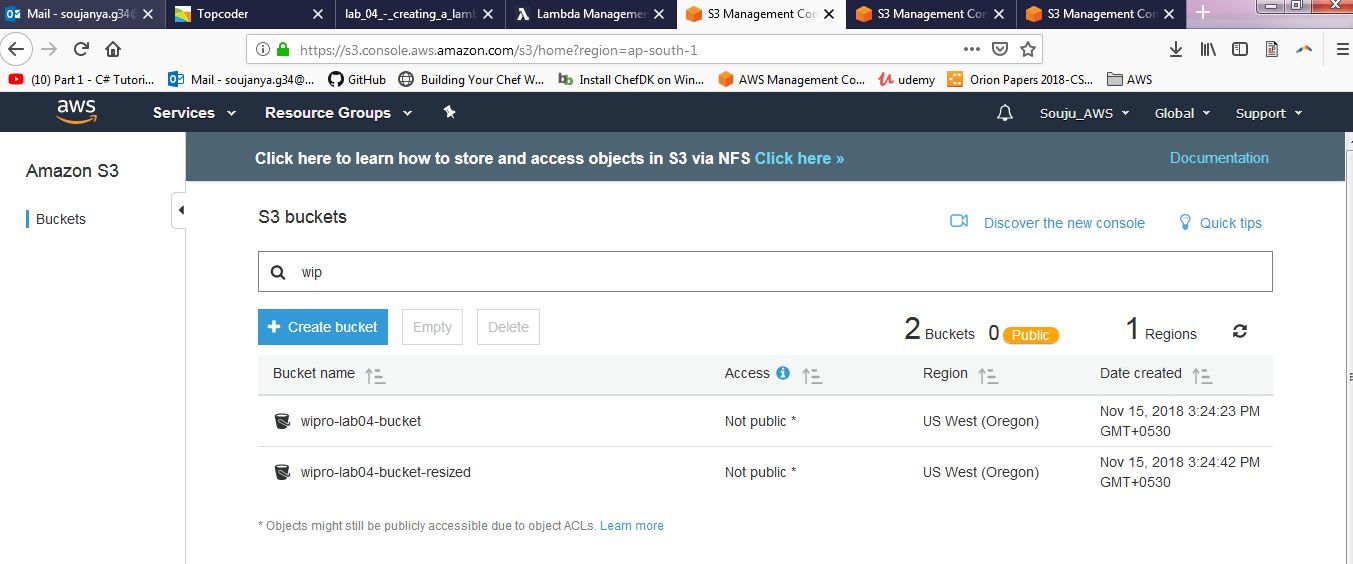 Mail - soujanya.g34@
Topcoder
lab_04_-_creating_a_lamb
Lambda Managemen
S3 Management Con
S3 Management Con
S3 Management Con
https://s3.console.aws.amazon.com/s3/home?region=ap-south-1
(10) Part 1 - C# Tutori...
Mail - soujanya.g34@...
GitHub
Building Your Chef W...
Install ChefDK on Win...
AWS Management Co...
udemy
Orion Papers 2018-CS...
AWS
aws
Services
Resource Groups
Souju_AWS
Global
Support
Amazon S3
Buckets
Click here to learn how to store and access objects in S3 via NFS Click here »
Documentation
S3 buckets
Discover the new console
Quick tips
wip
+ Create bucket
Empty
Delete
2 Buckets
0 Public
1 Regions
Bucket name
Access
Region
Date created
wipro-lab04-bucket
Not public *
US West (Oregon)
Nov 15, 2018 3:24:23 PM
GMT+0530
wipro-lab04-bucket-resized
Not public *
US West (Oregon)
Nov 15, 2018 3:24:42 PM
GMT+0530
* Objects might still be publicly accessible due to object ACLs. Learn more